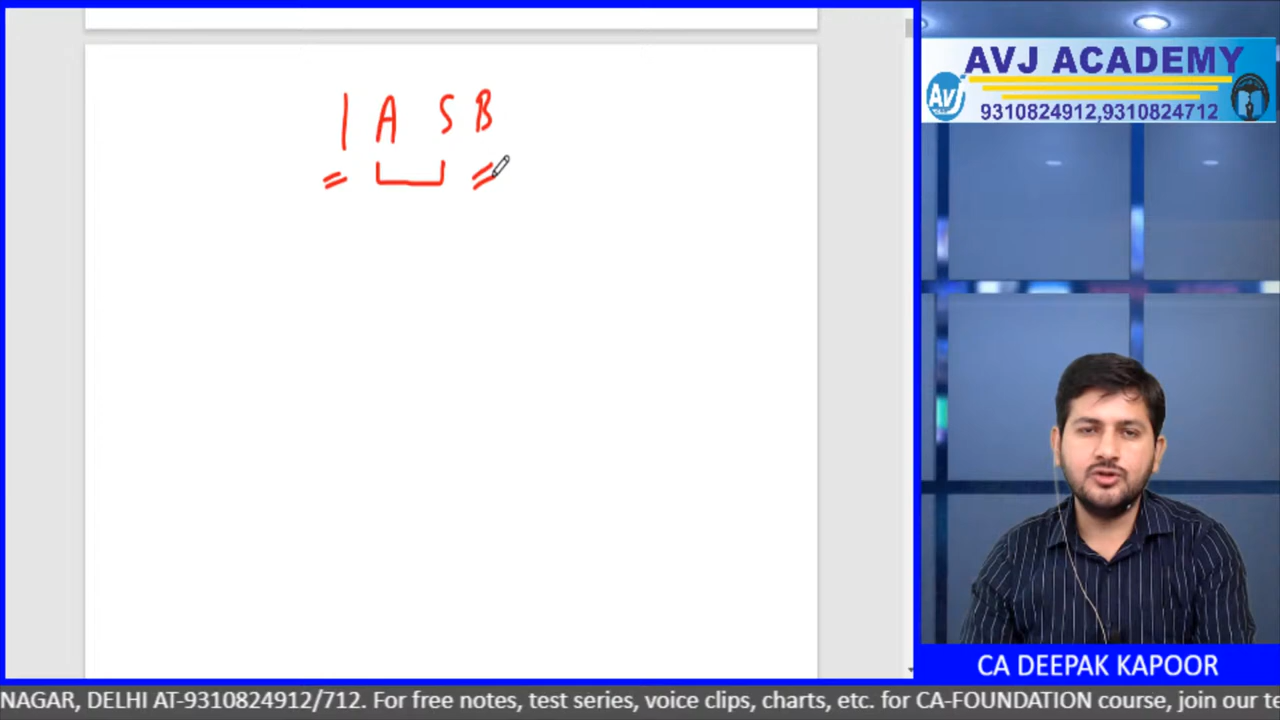 I A S B
AVJ ACADEMY
AV
9310824912,9310824712
CA DEEPAK KAPOOR
NAGAR, DELHI AT-9310824912/712. For free notes, test series, voice clips, charts, etc. for CA-FOUNDATION course, join our te